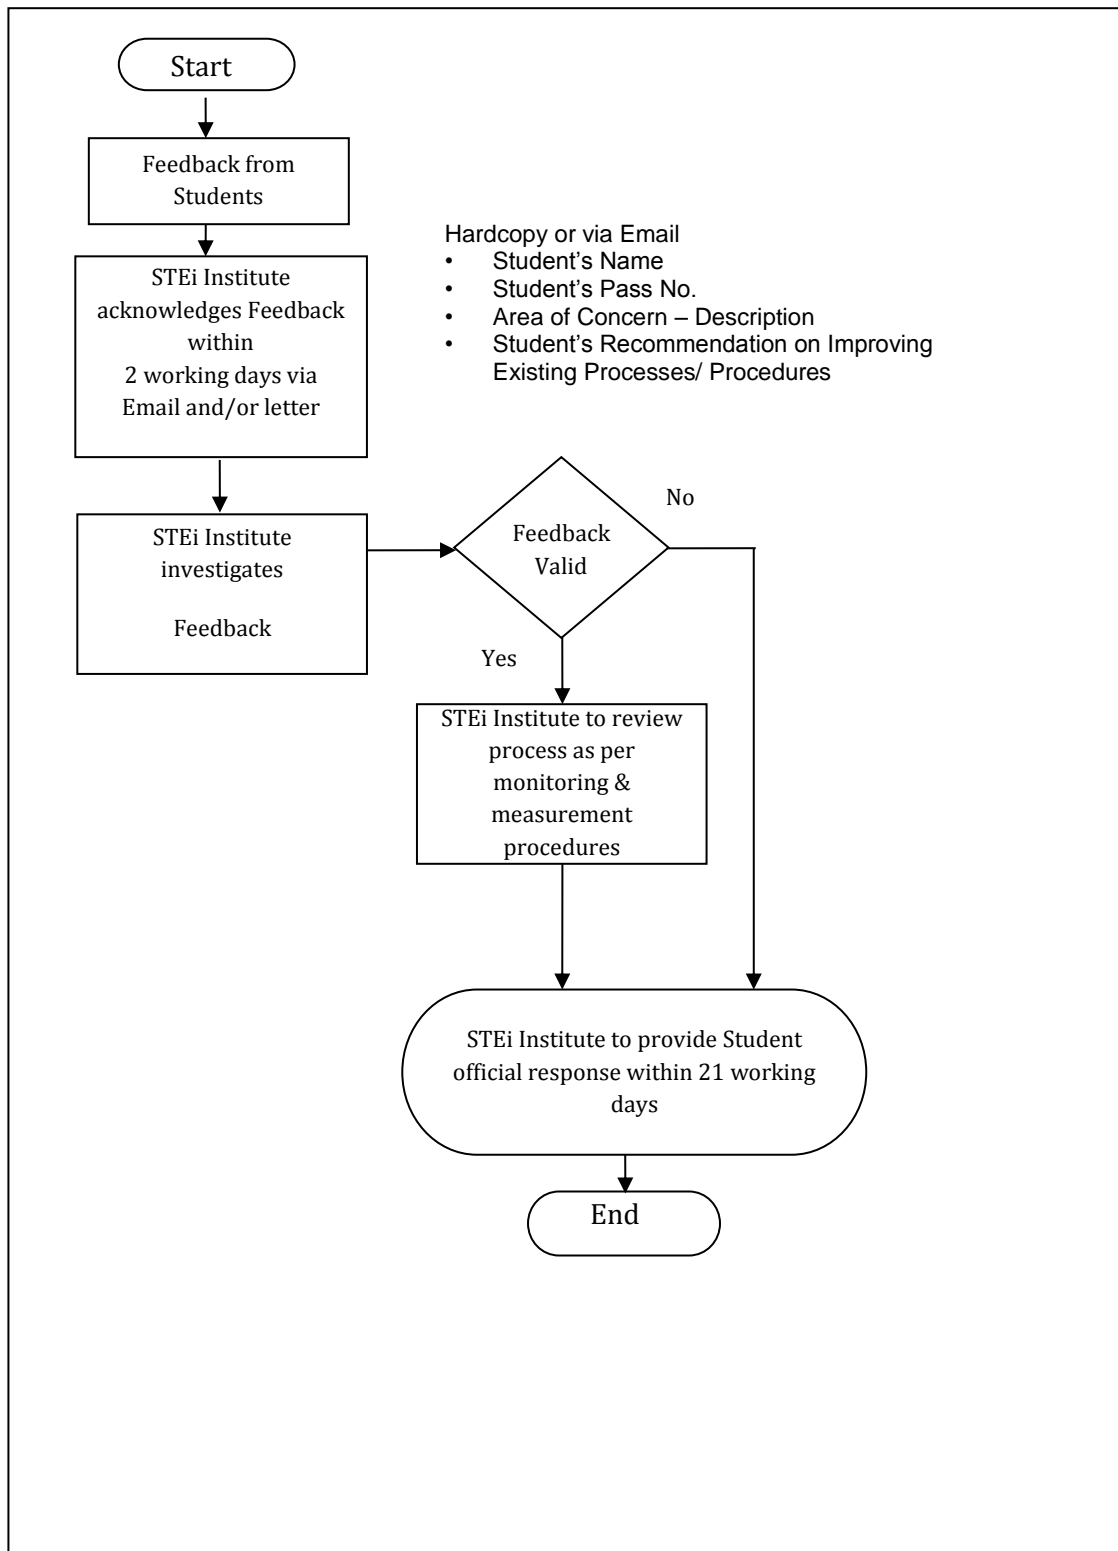 Start
Feedback from
Students
STEi Institute
acknowledges Feedback
within
2 working days via
Email and/or letter
Hardcopy or via Email
• Student’s Name
• Student’s Pass No.
• Area of Concern – Description
• Student’s Recommendation on Improving
Existing Processes/ Procedures
STEi Institute
investigates
Feedback
Feedback
Valid
No
Yes
STEi Institute to review
process as per
monitoring &
measurement
procedures
STEi Institute to provide Student
official response within 21 working
days
End